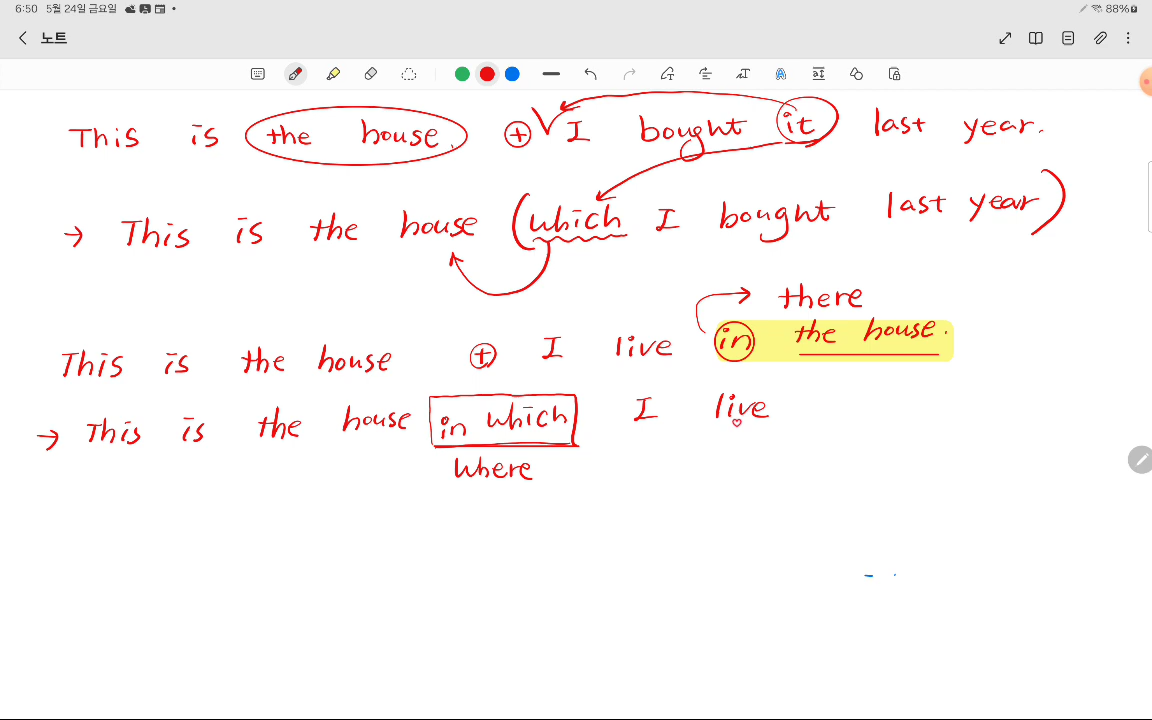 6:50 5월 24일 금요일 88%
노트
This is the house. + I bought it last year.
→ This is the house (which I bought last year)
there
This is the house + I live in the house.
→ This is the house in which I live
where